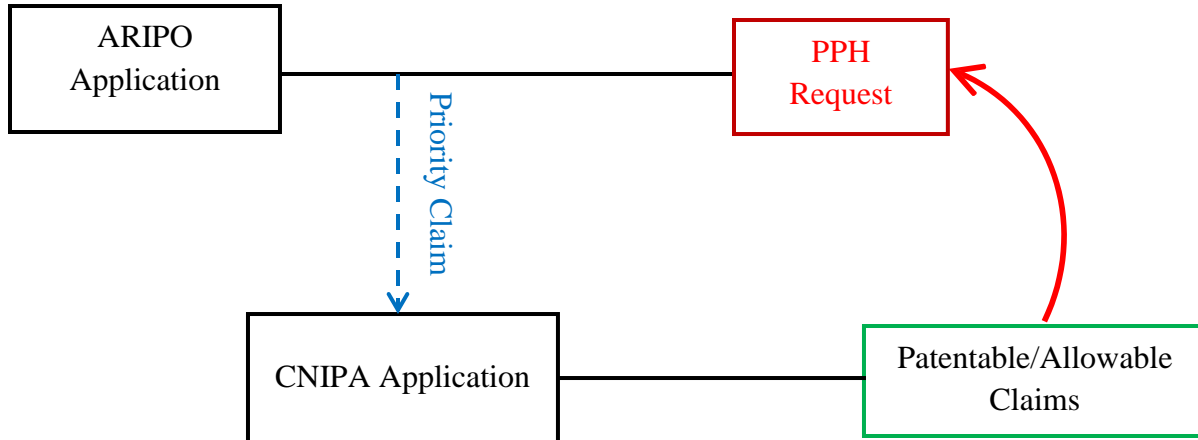 ARIPO
Application
PPH
Request
Priority Claim
CNIPA Application
Patentable/Allowable
Claims